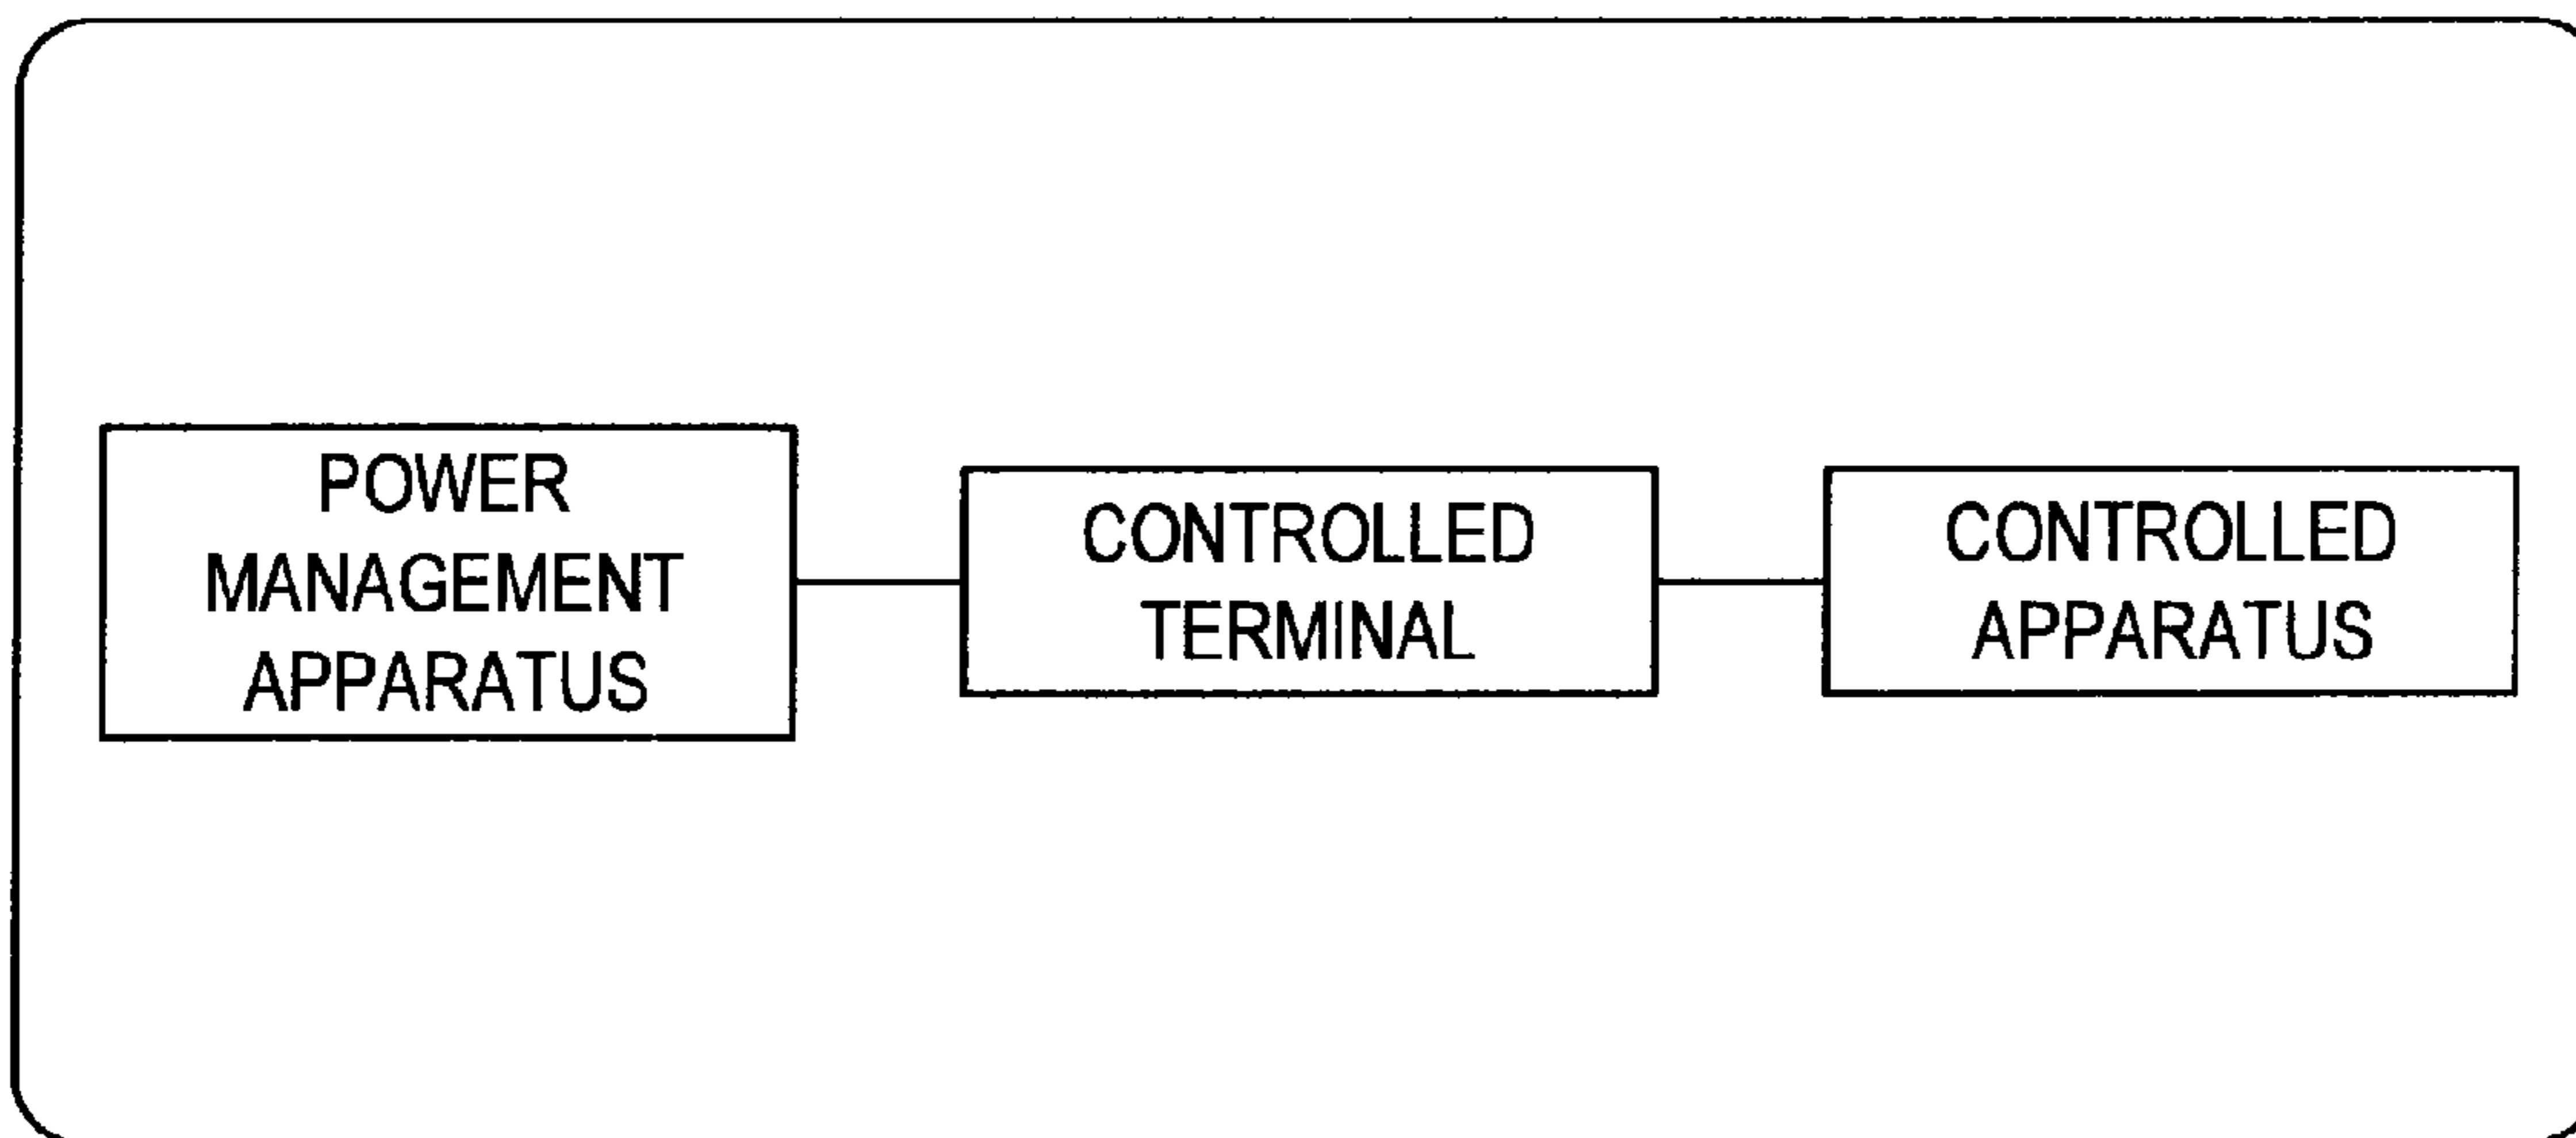 POWER
MANAGEMENT
APPARATUS
CONTROLLED
TERMINAL
CONTROLLED
APPARATUS